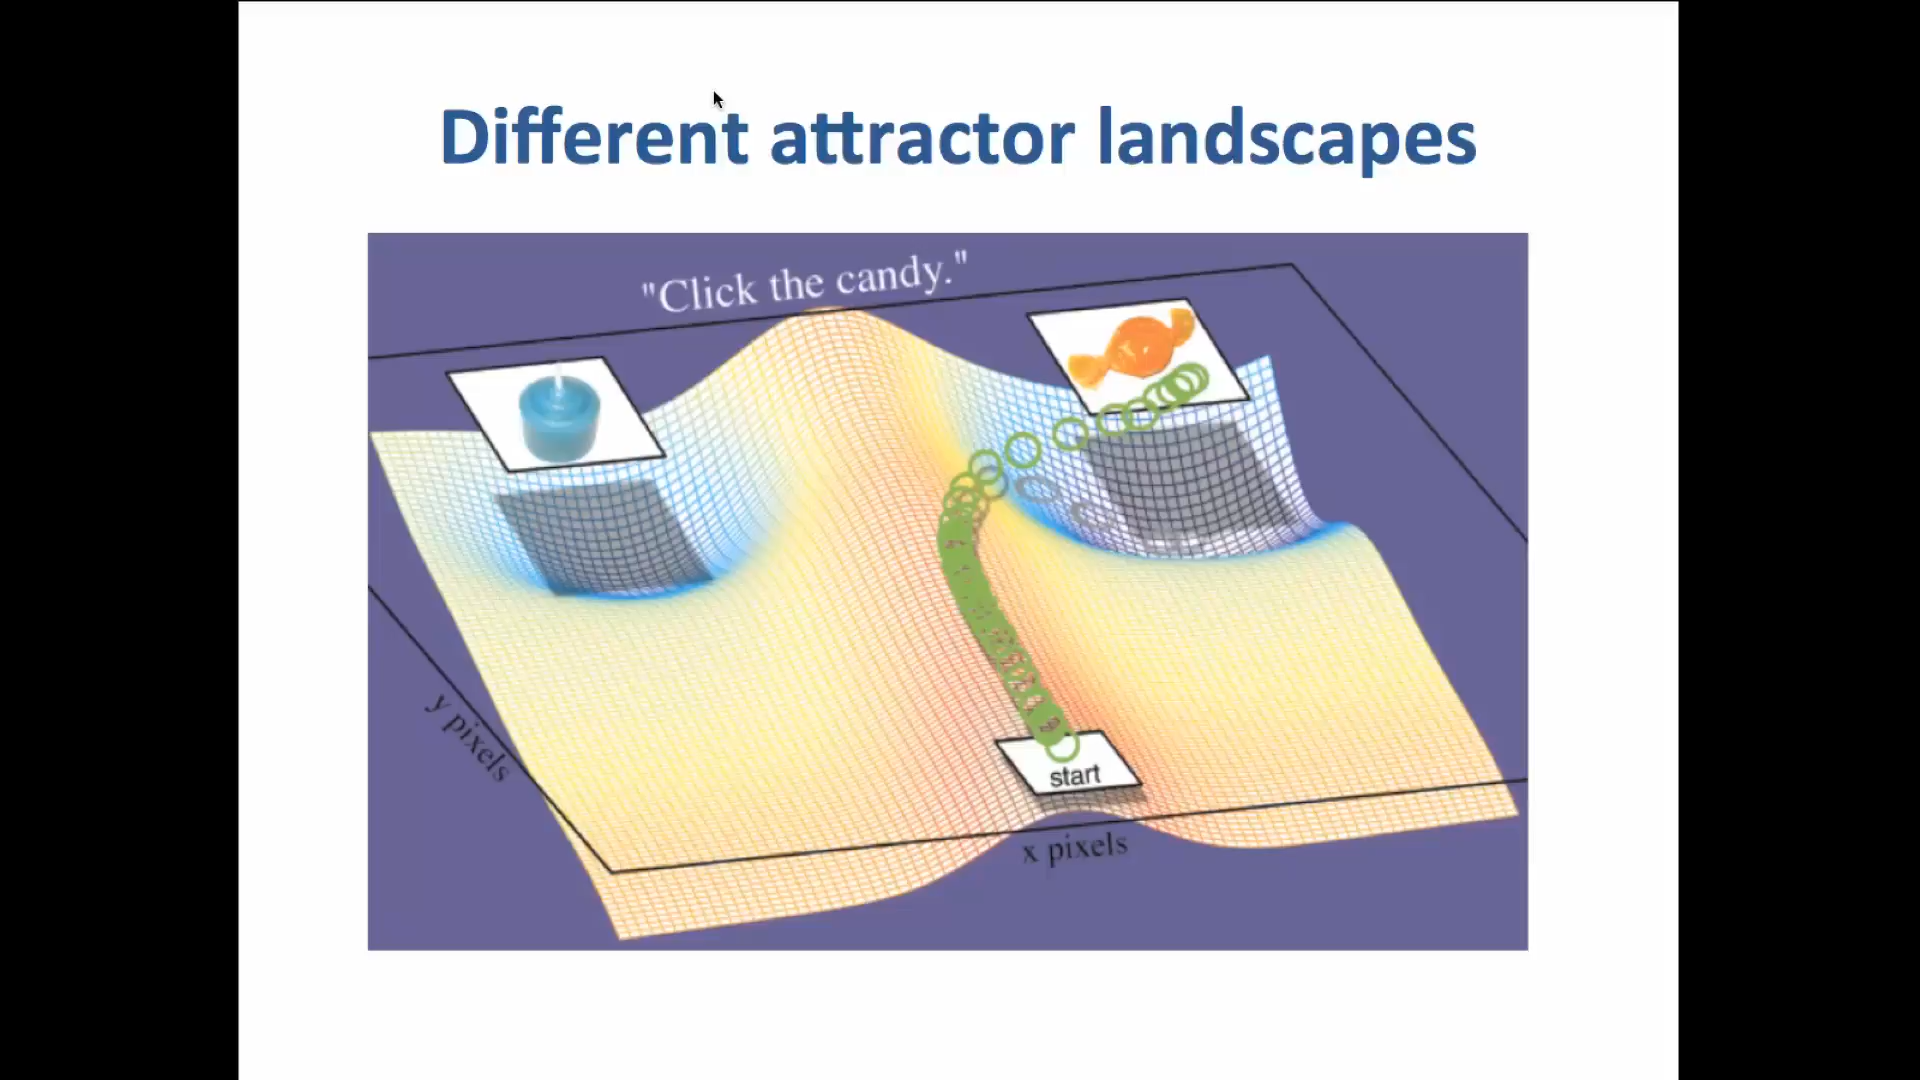 Different attractor landscapes
"Click the candy."
y pixels
start
x pixels